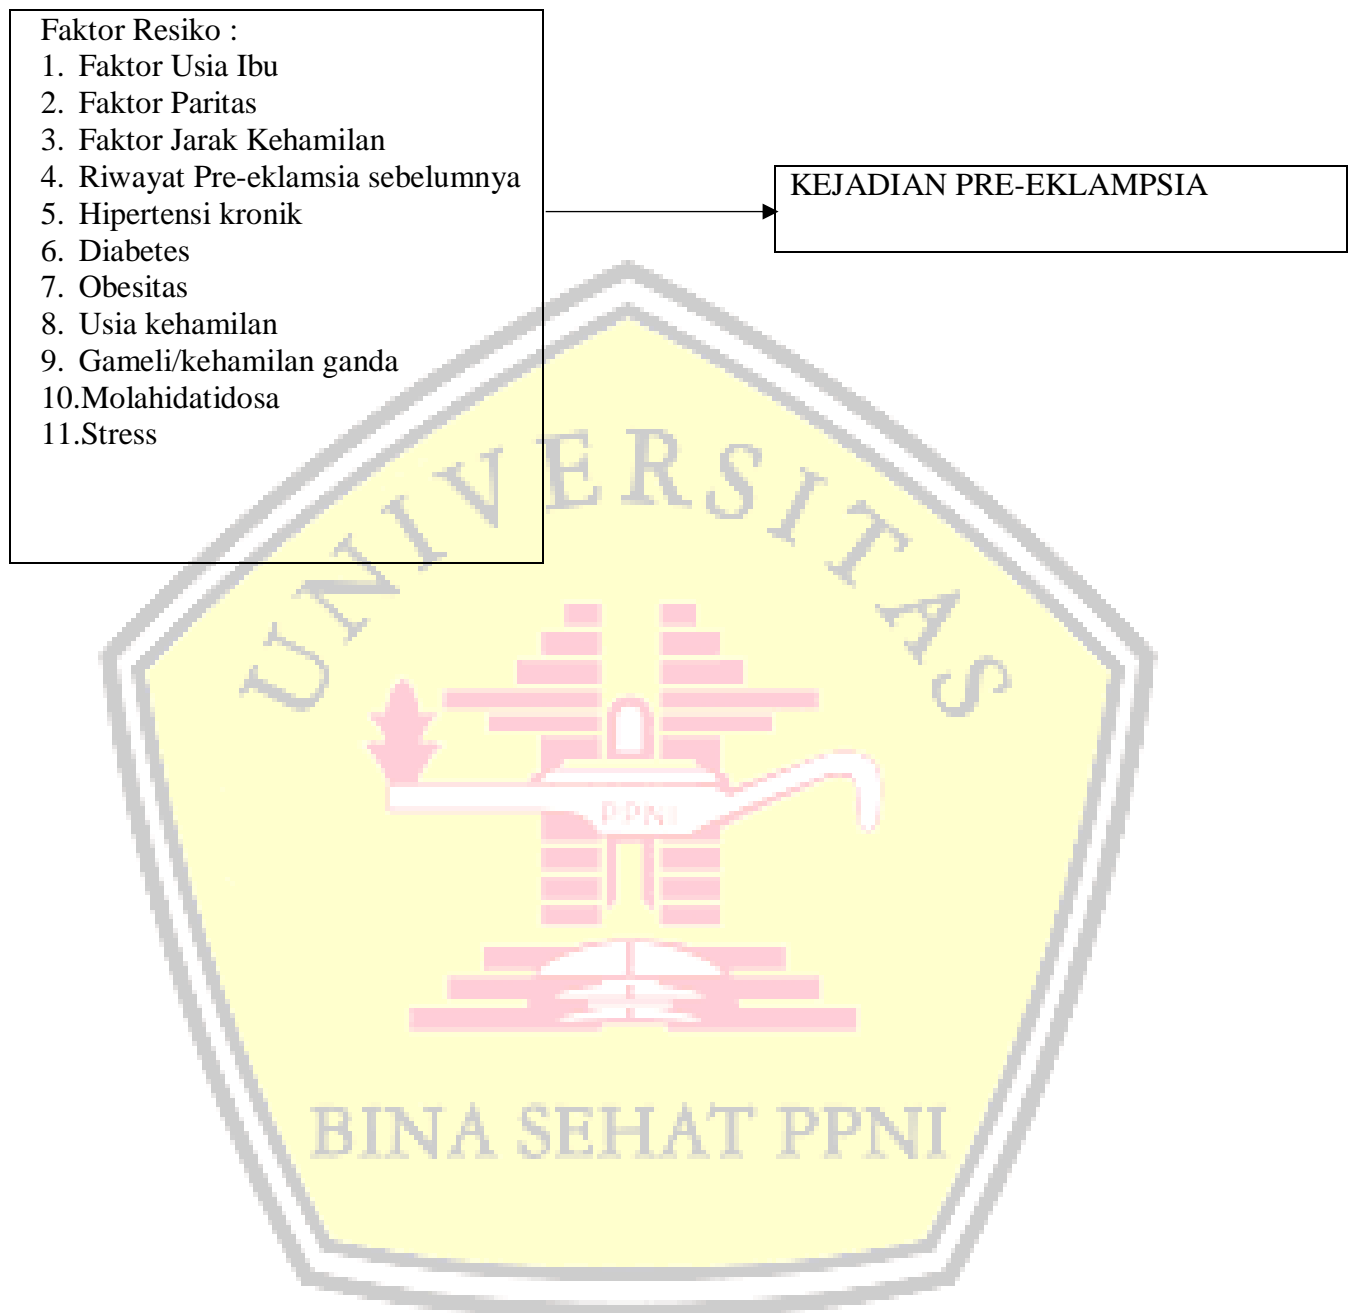 Faktor Resiko :
1. Faktor Usia Ibu
2. Faktor Paritas
3. Faktor Jarak Kehamilan
4. Riwayat Pre-eklamsia sebelumnya
5. Hipertensi kronik
6. Diabetes
7. Obesitas
8. Usia kehamilan
9. Gameli/kehamilan ganda
10.Molahidatidosa
11.Stress
KEJADIAN PRE-EKLAMPSIA
UNIVERSITAS
PPNI
BINA SEHAT PPNI